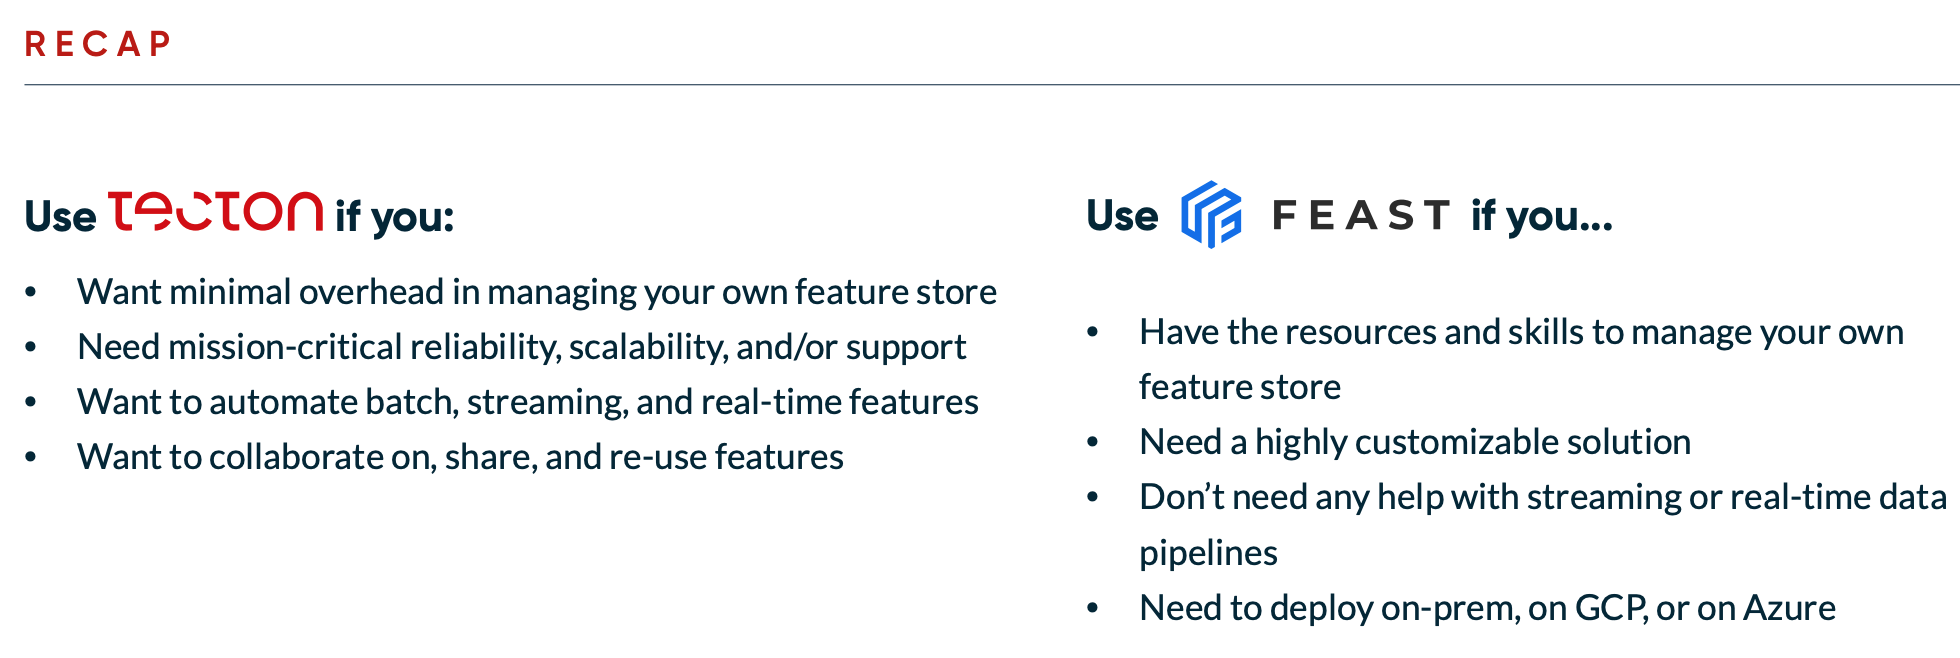 RECAP
Use tecton if you:
• Want minimal overhead in managing your own feature store
• Need mission-critical reliability, scalability, and/or support
• Want to automate batch, streaming, and real-time features
• Want to collaborate on, share, and re-use features
Use FEAST if you...
• Have the resources and skills to manage your own
feature store
• Need a highly customizable solution
• Don’t need any help with streaming or real-time data
pipelines
• Need to deploy on-prem, on GCP, or on Azure